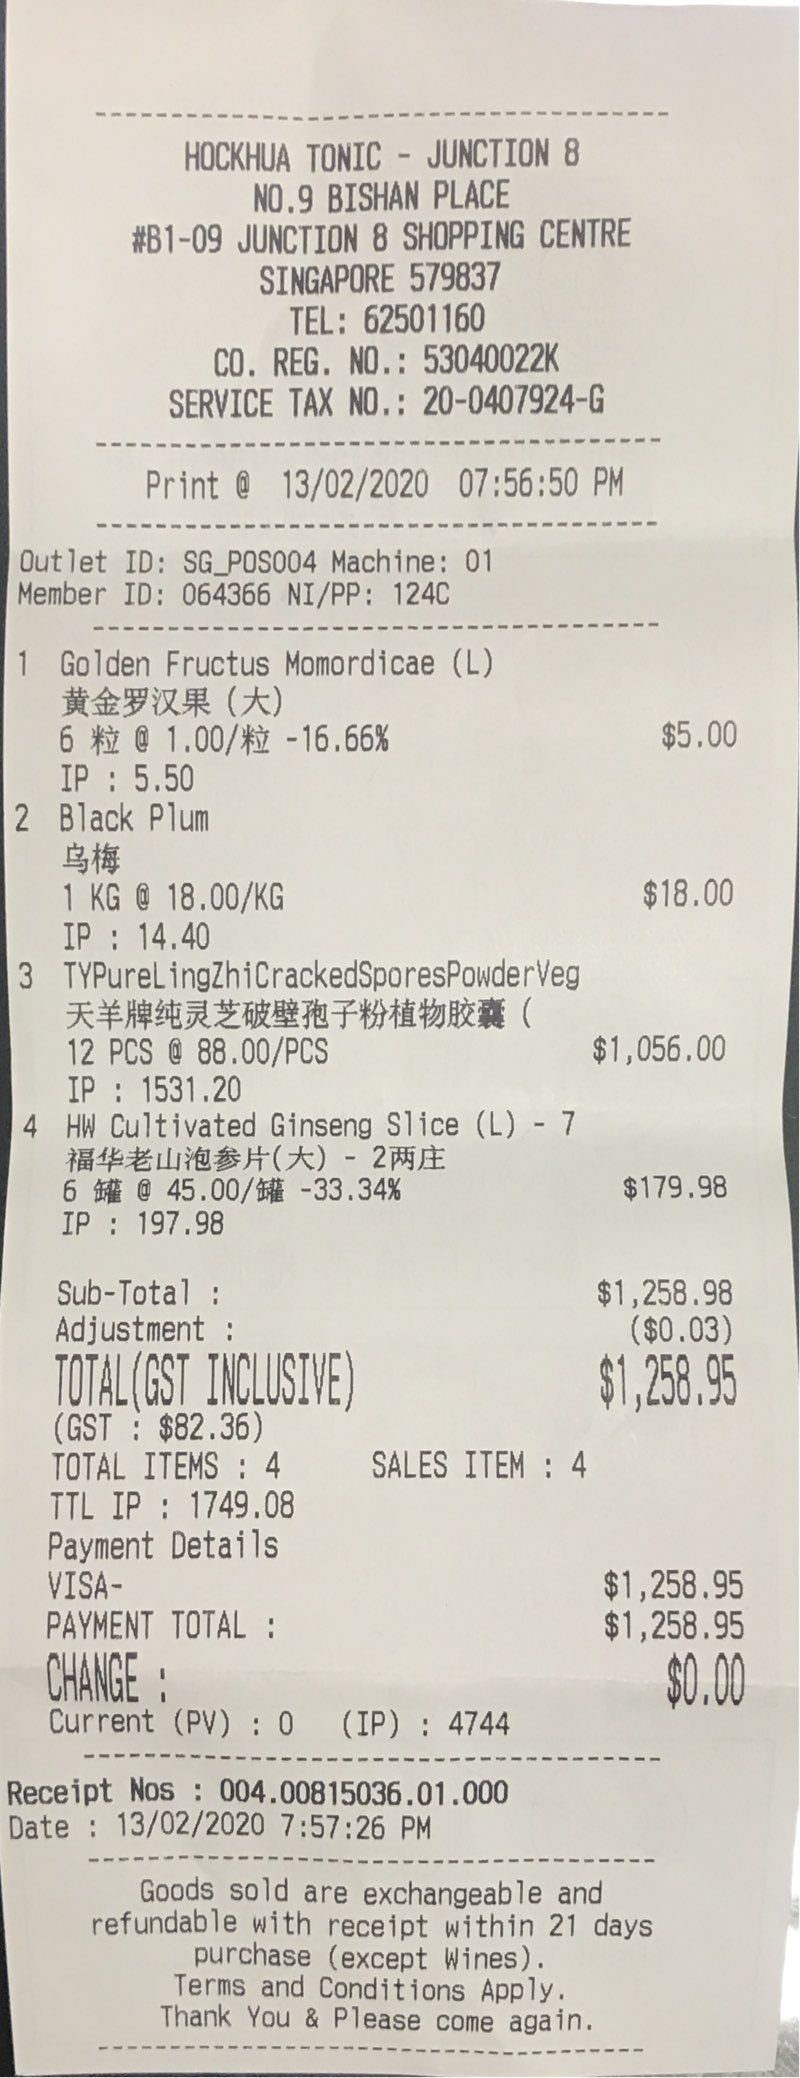 HOCKHUA TONIC - JUNCTION 8
NO.9 BISHAN PLACE
#B1-09 JUNCTION 8 SHOPPING CENTRE
SINGAPORE 579837
TEL: 62501160
CO. REG. NO.: 53040022K
SERVICE TAX NO.: 20-0407924-G
Print @ 13/02/2020 07:56:50 PM
Outlet ID: SG_POS004 Machine: 01
Member ID: 064366 NI/PP: 124C
1 Golden Fructus Momordicae (L)
黄金罗汉果 (大)
6 粒 @ 1.00/粒 -16.66% $5.00
IP : 5.50
2 Black Plum
乌梅
1 KG @ 18.00/KG $18.00
IP : 14.40
3 TYPureLingZhiCrackedSporesPowderVeg
天羊牌纯灵芝破壁孢子粉植物胶囊 (
12 PCS @ 88.00/PCS $1,056.00
IP : 1531.20
4 HW Cultivated Ginseng Slice (L) - 7
福华老山泡参片(大) - 2两庄
6 罐 @ 45.00/罐 -33.34% $179.98
IP : 197.98
Sub-Total : $1,258.98
Adjustment : ($0.03)
TOTAL(GST INCLUSIVE) $1,258.95
(GST : $82.36)
TOTAL ITEMS : 4 SALES ITEM : 4
TTL IP : 1749.08
Payment Details
VISA- $1,258.95
PAYMENT TOTAL : $1,258.95
CHANGE : $0.00
Current (PV) : 0 (IP) : 4744
Receipt Nos : 004.00815036.01.000
Date : 13/02/2020 7:57:26 PM
Goods sold are exchangeable and
refundable with receipt within 21 days
purchase (except Wines).
Terms and Conditions Apply.
Thank You & Please come again.